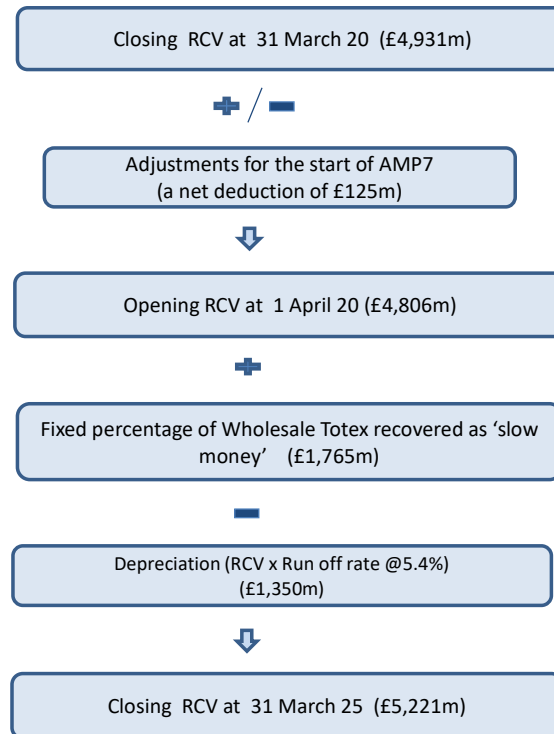 Closing RCV at 31 March 20 (£4,931m)
Adjustments for the start of AMP7
(a net deduction of £125m)
Opening RCV at 1 April 20 (£4,806m)
Fixed percentage of Wholesale Totex recovered as ‘slow
money’ (£1,765m)
Depreciation (RCV x Run off rate @5.4%)
(£1,350m)
Closing RCV at 31 March 25 (£5,221m)